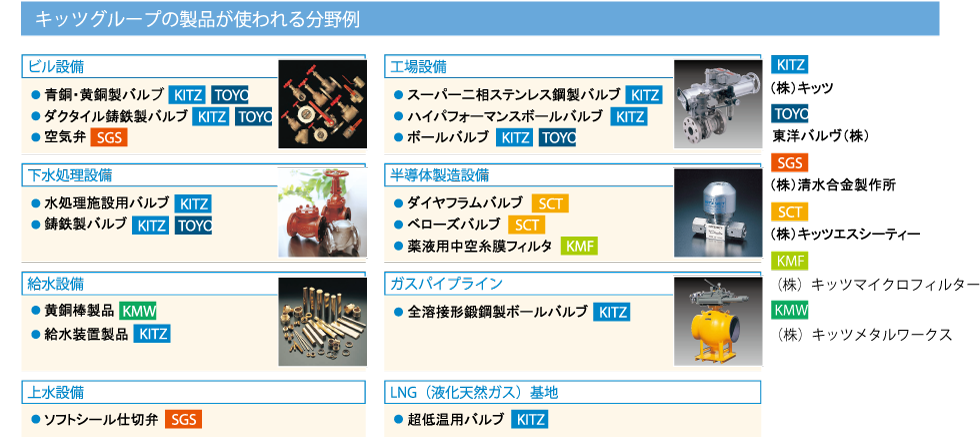 キッツグループの製品が使われる分野例
ビル設備
● 青銅・黄銅製バルブ KITZ TOYO
● ダクタイル鋳鉄製バルブ KITZ TOYO
● 空気弁 SGS
下水処理設備
● 水処理施設用バルブ KITZ
● 鋳鉄製バルブ KITZ TOYO
給水設備
● 黄銅棒製品 KMW
● 給水装置製品 KITZ
上水設備
● ソフトシール仕切弁 SGS
工場設備
● スーパー二相ステンレス鋼製バルブ KITZ
● ハイパフォーマンスボールバルブ KITZ
● ボールバルブ KITZ TOYO
半導体製造設備
● ダイヤフラムバルブ SCT
● ベローズバルブ SCT
● 薬液用中空糸膜フィルタ KMF
ガスパイプライン
● 全溶接形鍛鋼製ボールバルブ KITZ
LNG（液化天然ガス）基地
● 超低温用バルブ KITZ
KITZ
（株）キッツ
TOYO
東洋バルヴ（株）
SGS
（株）清水合金製作所
SCT
（株）キッツエスシーティー
KMF
（株）キッツマイクロフィルター
KMW
（株）キッツメタルワークス